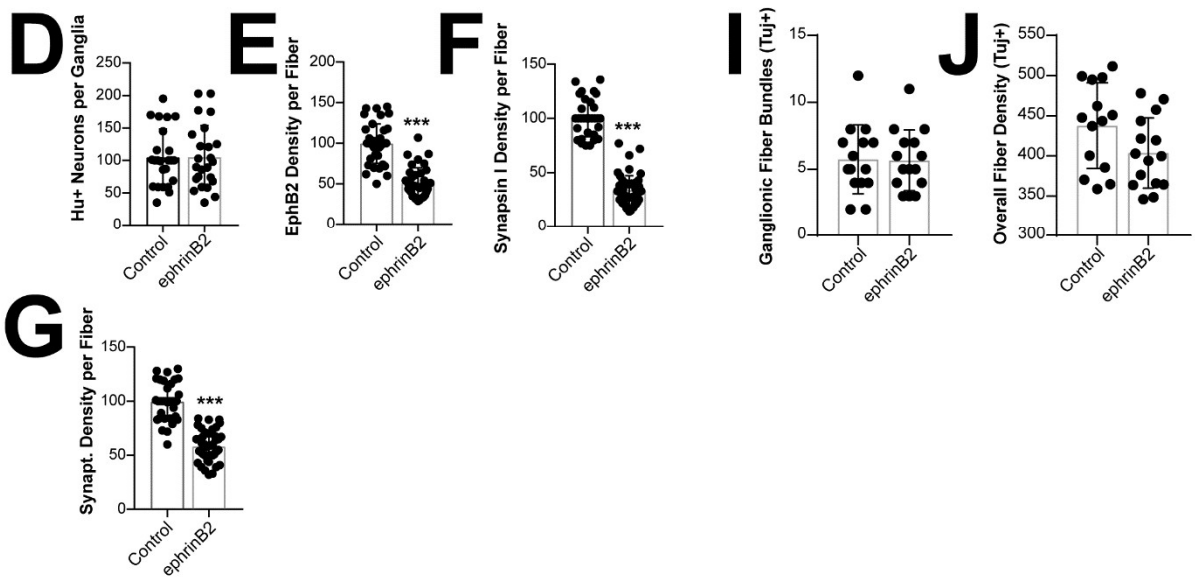 D
Hu+ Neurons per Ganglia
250
200
150
100
50
0
Control
ephrinB2
E
EphB2 Density per Fiber
200
150
100
50
0
***
Control
ephrinB2
F
Synapsin I Density per Fiber
150
100
50
0
***
Control
ephrinB2
I
Ganglionic Fiber Bundles (Tuj+)
15
10
5
0
Control
ephrinB2
J
Overall Fiber Density (Tuj+)
550
500
450
400
350
300
Control
ephrinB2
G
Synapt. Density per Fiber
150
100
50
0
***
Control
ephrinB2